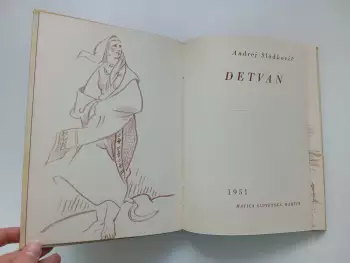 Andrej Sládkovič
DETVAN
1951
MATICA SLOVENSKÁ MARTIN